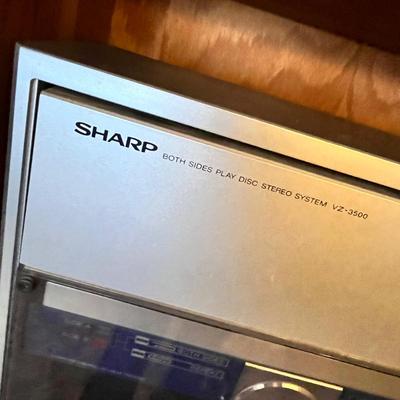 SHARP BOTH SIDES PLAY DISC STEREO SYSTEM VZ-3500